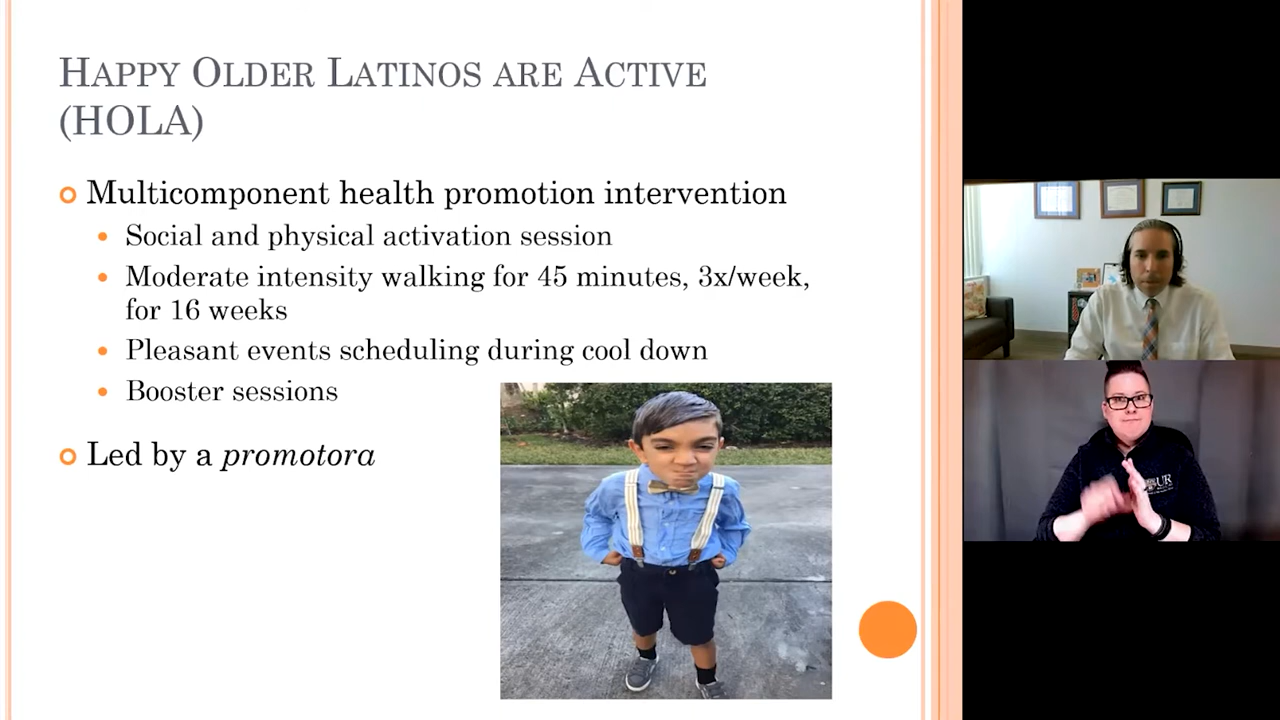 HAPPY OLDER LATINOS ARE ACTIVE
(HOLA)
Multicomponent health promotion intervention
Social and physical activation session
Moderate intensity walking for 45 minutes, 3x/week,
for 16 weeks
Pleasant events scheduling during cool down
Booster sessions
Led by a promotora
UR